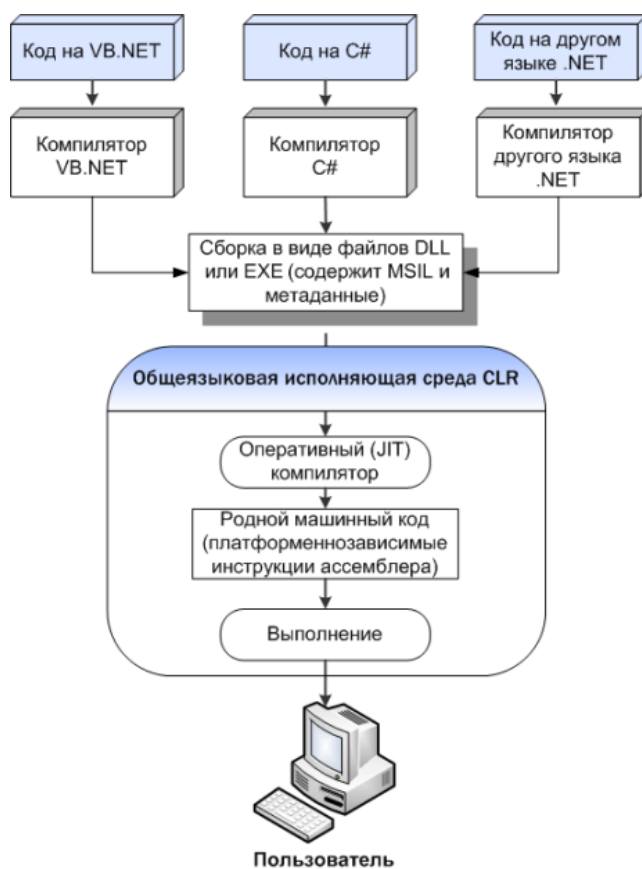 Код на VB.NET
Код на C#
Код на другом
языке .NET
Компилятор
VB.NET
Компилятор
C#
Компилятор
другого языка
.NET
Сборка в виде файлов DLL
или EXE (содержит MSIL и
метаданные)
Общеязыковая исполняющая среда CLR
Оперативный (JIT)
компилятор
Родной машинный код
(платформеннозависимые
инструкции ассемблера)
Выполнение
Пользователь